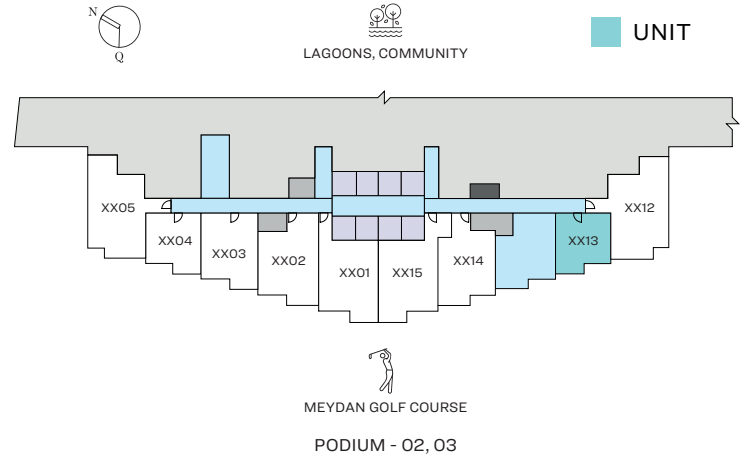 N
Q
LAGOONS, COMMUNITY
UNIT
XX05
XX04
XX03
XX02
XX01
XX15
XX14
XX13
XX12
MEYDAN GOLF COURSE
PODIUM - 02, 03